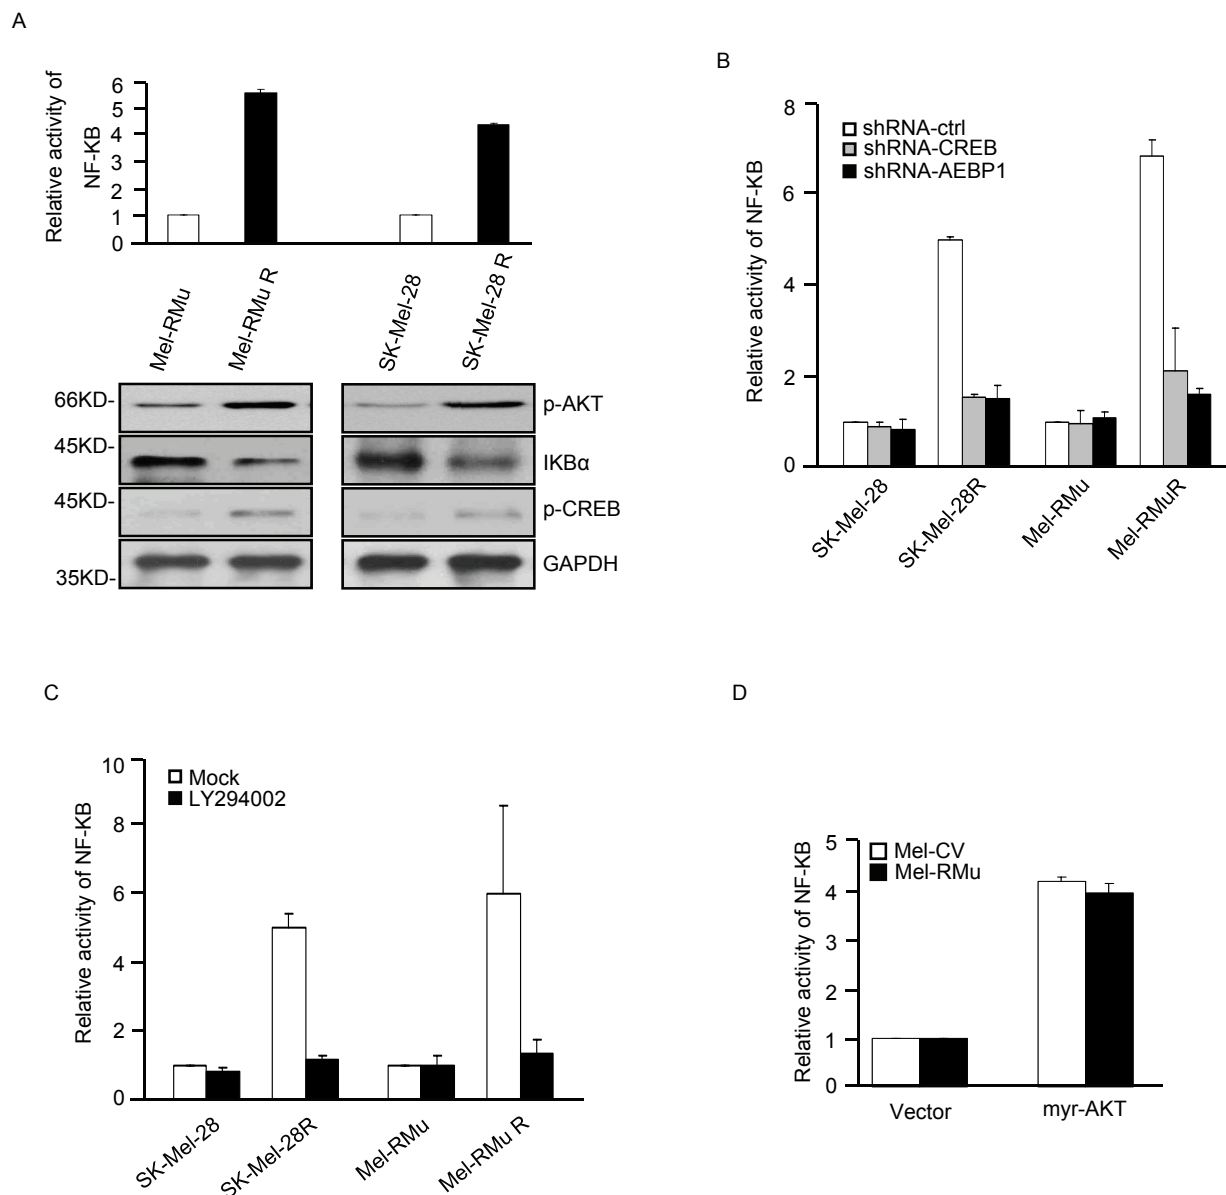 A
Relative activity of
NF-KB
6
5
4
3
2
1
0
Mel-RMu
Mel-RMu R
SK-Mel-28
SK-Mel-28 R
66KD-
p-AKT
45KD-
IKBα
45KD-
p-CREB
35KD-
GAPDH
B
Relative activity of NF-KB
8
6
4
2
0
shRNA-ctrl
shRNA-CREB
shRNA-AEBP1
SK-Mel-28
SK-Mel-28R
Mel-RMu
Mel-RMuR
C
Relative activity of NF-KB
10
8
6
4
2
0
Mock
LY294002
SK-Mel-28
SK-Mel-28R
Mel-RMu
Mel-RMu R
D
Relative activity of NF-KB
5
4
3
2
1
0
Mel-CV
Mel-RMu
Vector
myr-AKT